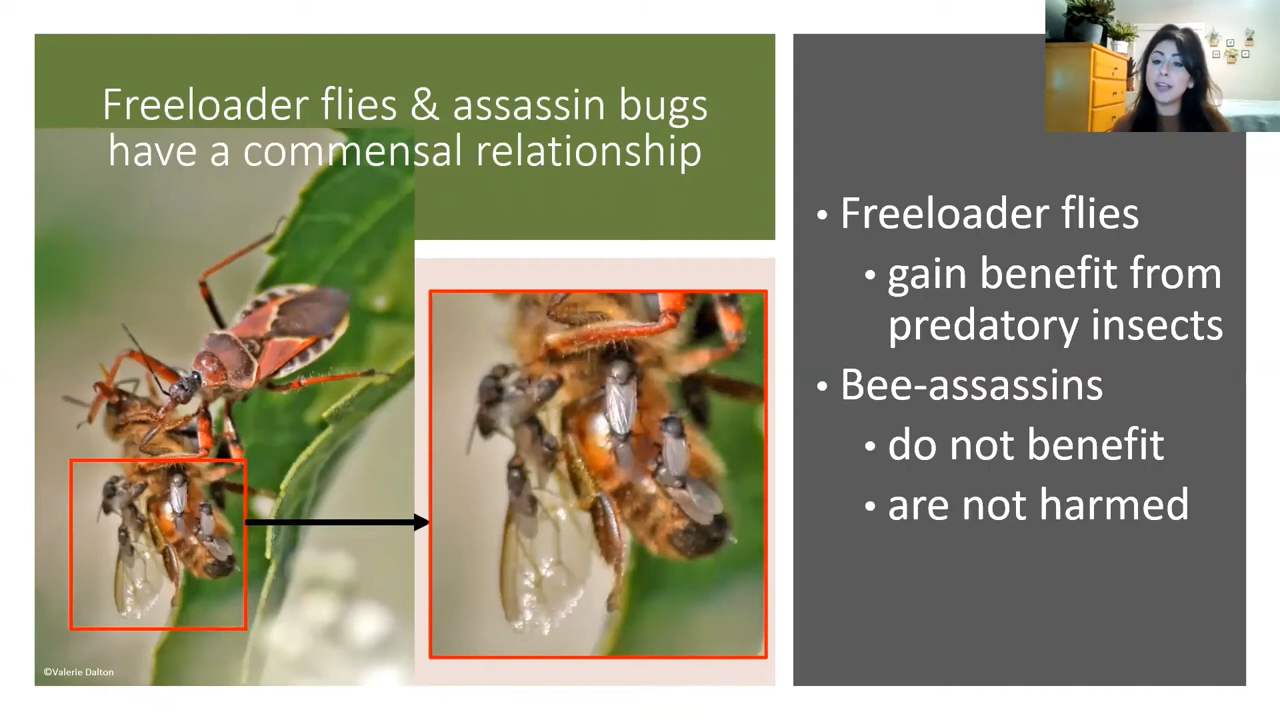 Freeloader flies & assassin bugs
have a commensal relationship
• Freeloader flies
• gain benefit from
predatory insects
• Bee-assassins
• do not benefit
• are not harmed
©Valerie Dalton